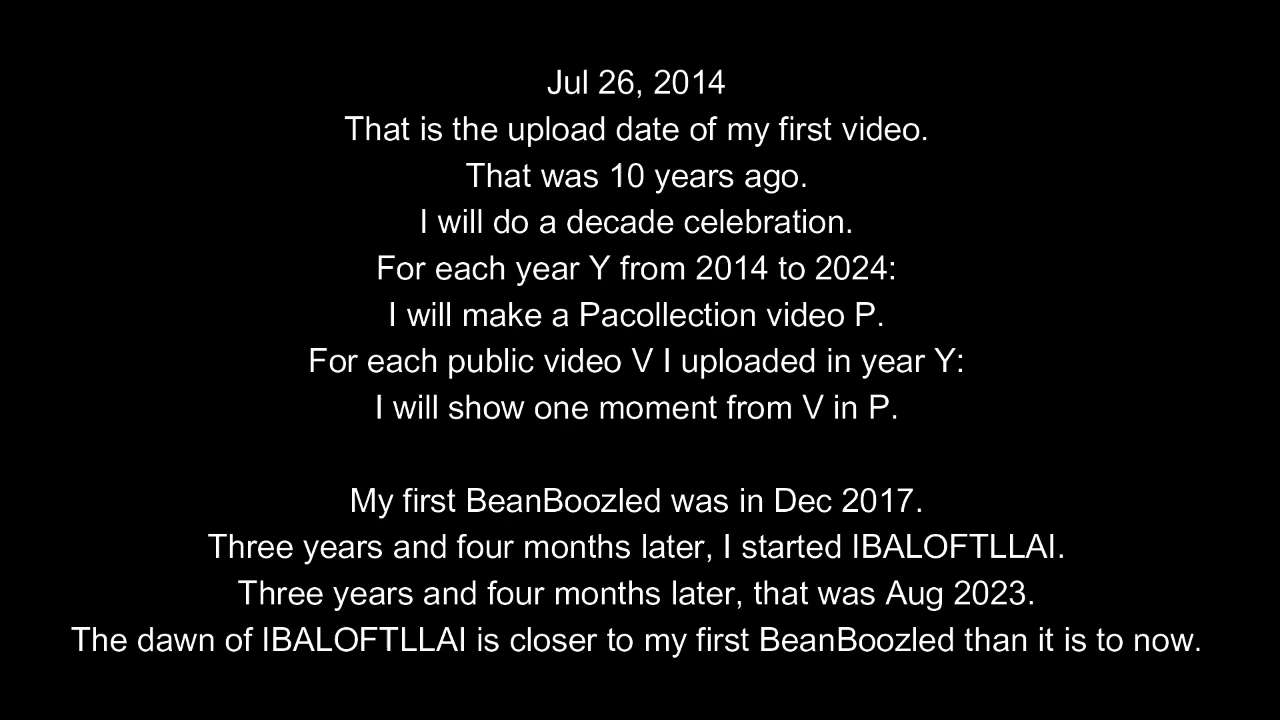 Jul 26, 2014
That is the upload date of my first video.
That was 10 years ago.
I will do a decade celebration.
For each year Y from 2014 to 2024:
I will make a Pacollection video P.
For each public video V I uploaded in year Y:
I will show one moment from V in P.
My first BeanBoozled was in Dec 2017.
Three years and four months later, I started IBALOFTLLAI.
Three years and four months later, that was Aug 2023.
The dawn of IBALOFTLLAI is closer to my first BeanBoozled than it is to now.